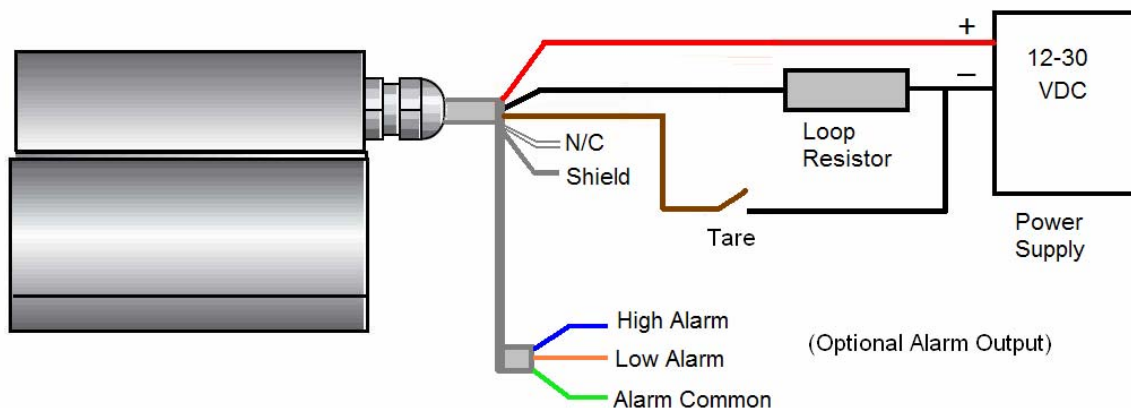 +
12-30
VDC
–
Loop
Resistor
N/C
Shield
Tare
Power
Supply
High Alarm
Low Alarm
(Optional Alarm Output)
Alarm Common